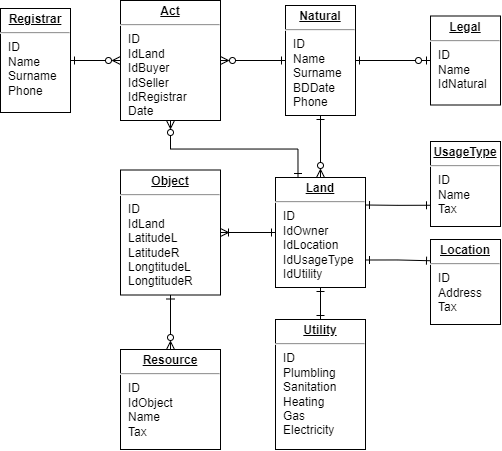 Registrar
ID
Name
Surname
Phone
Act
ID
IdLand
IdBuyer
IdSeller
IdRegistrar
Date
Natural
ID
Name
Surname
BDDate
Phone
Legal
ID
Name
IdNatural
UsageType
ID
Name
Tax
Object
ID
IdLand
LatitudeL
LatitudeR
LongtitudeL
LongtitudeR
Land
ID
IdOwner
IdLocation
IdUsageType
IdUtility
Location
ID
Address
Tax
Resource
ID
IdObject
Name
Tax
Utility
ID
Plumbling
Sanitation
Heating
Gas
Electricity